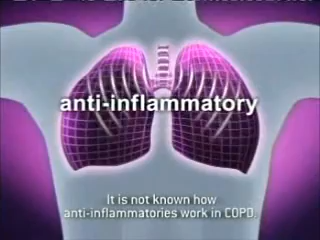 anti-inflammatory
It is not known how
anti-inflammatories work in COPD.